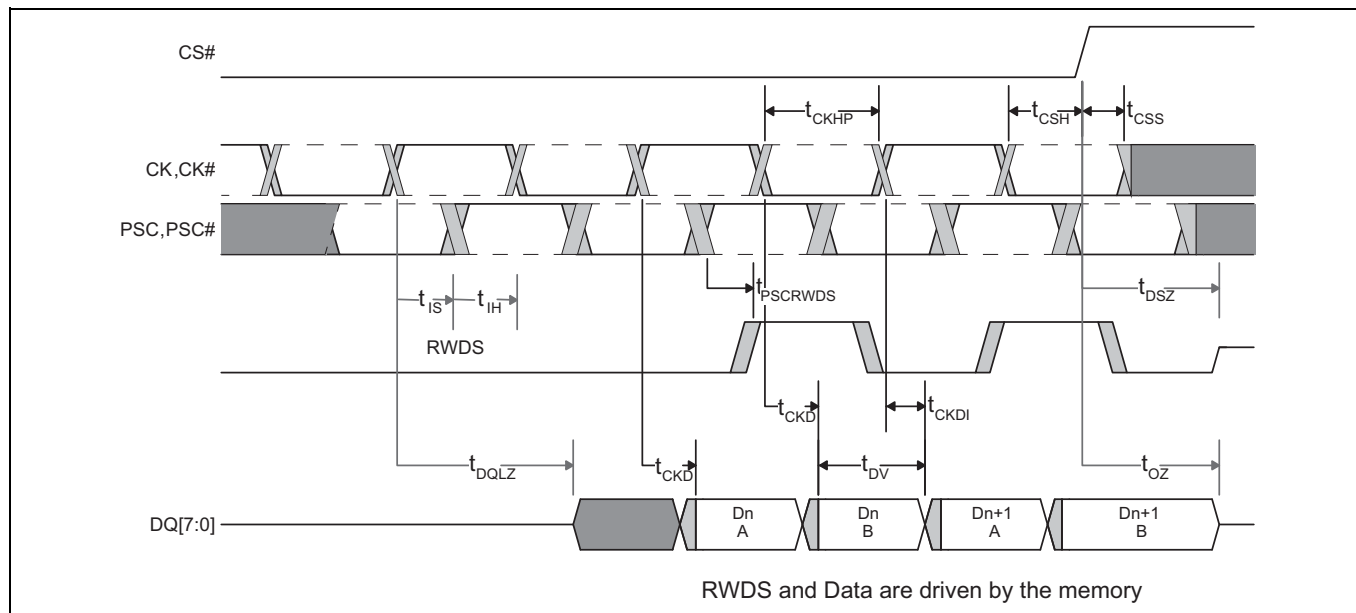 CS#
tCKHP
tCSH
tCSS
CK,CK#
PSC,PSC#
tIS
tIH
tPSCRWDS
tDSZ
RWDS
tCKD
tCKDI
tDQLZ
tCKD
tDV
tOZ
DQ[7:0]
Dn
A
Dn
B
Dn+1
A
Dn+1
B
RWDS and Data are driven by the memory